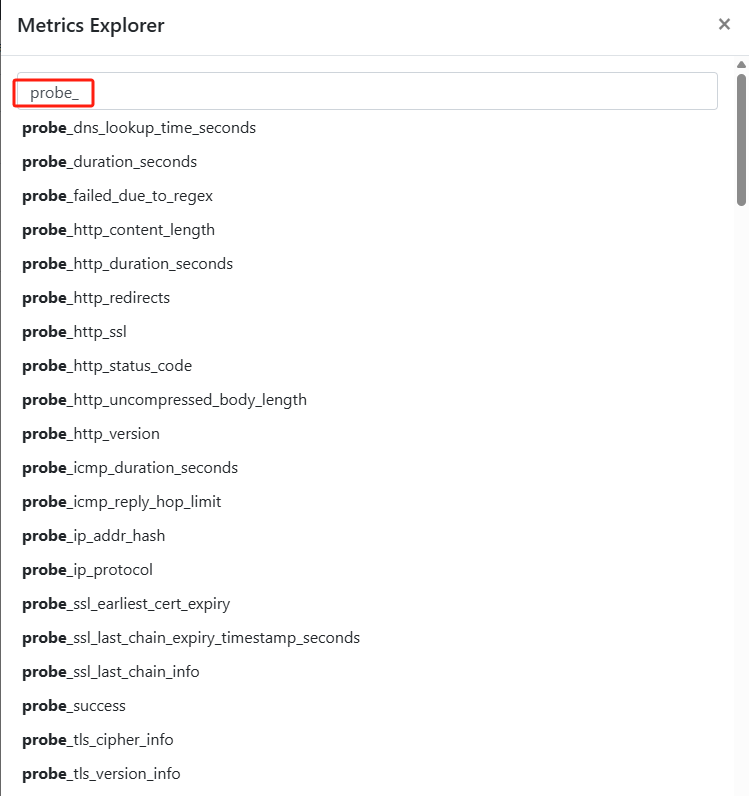 Metrics Explorer
×
probe_
probe_dns_lookup_time_seconds
probe_duration_seconds
probe_failed_due_to_regex
probe_http_content_length
probe_http_duration_seconds
probe_http_redirects
probe_http_ssl
probe_http_status_code
probe_http_uncompressed_body_length
probe_http_version
probe_icmp_duration_seconds
probe_icmp_reply_hop_limit
probe_ip_addr_hash
probe_ip_protocol
probe_ssl_earliest_cert_expiry
probe_ssl_last_chain_expiry_timestamp_seconds
probe_ssl_last_chain_info
probe_success
probe_tls_cipher_info
probe_tls_version_info